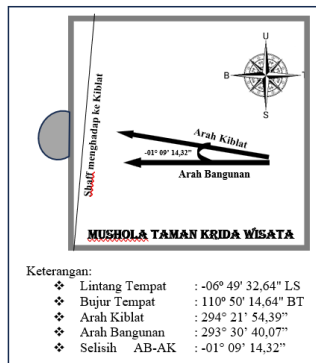 U
B
T
S
Shaff menghadap ke Kiblat
Arah Kiblat
-01° 09' 14,32"
Arah Bangunan
MUSHOLA TAMAN KRIDA WISATA
Keterangan:
❖ Lintang Tempat : -06° 49' 32,64" LS
❖ Bujur Tempat : 110° 50' 14,64" BT
❖ Arah Kiblat : 294° 21' 54,39”
❖ Arah Bangunan : 293° 30' 40,07”
❖ Selisih AB-AK : -01° 09' 14,32”